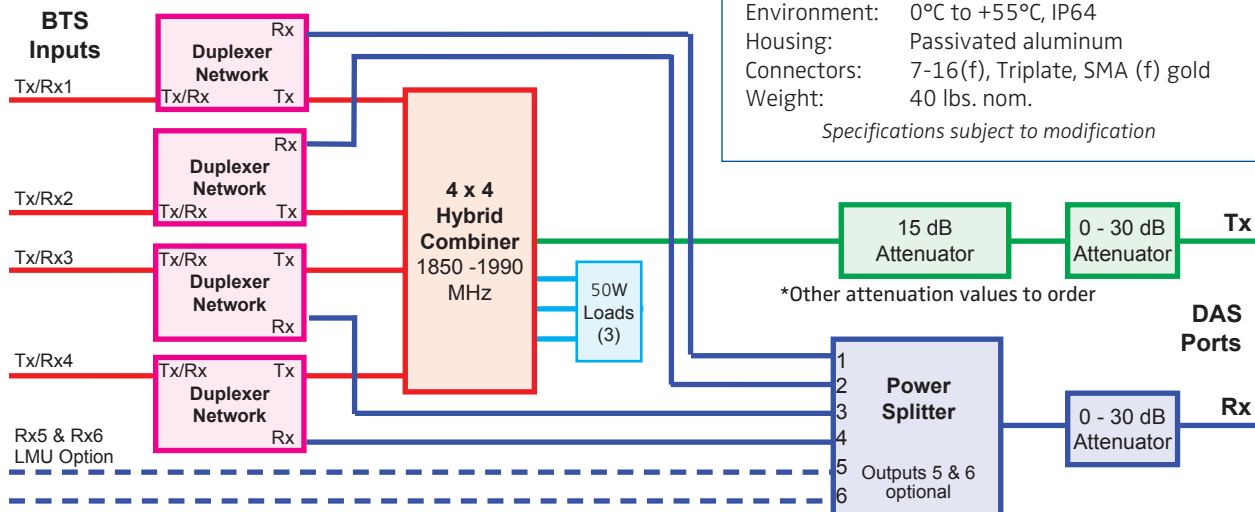 BTS
Inputs
Environment: 0°C to +55°C, IP64
Housing: Passivated aluminum
Connectors: 7-16(f), Triplate, SMA (f) gold
Weight: 40 lbs. nom.
Specifications subject to modification
Rx
Duplexer
Network
Tx/Rx1
Tx/Rx
Tx
Rx
Duplexer
Network
Tx/Rx2
Tx/Rx
Tx
Tx/Rx3
Tx/Rx
Tx
Duplexer
Network
Rx
Tx/Rx4
Tx/Rx
Tx
Duplexer
Network
Rx
Rx5 & Rx6
LMU Option
4 x 4
Hybrid
Combiner
1850 -1990
MHz
50W
Loads
(3)
15 dB
Attenuator
0 - 30 dB
Attenuator
Tx
*Other attenuation values to order
DAS
Ports
1
2
3
4
5
6
Power
Splitter
Outputs 5 & 6
optional
0 - 30 dB
Attenuator
Rx